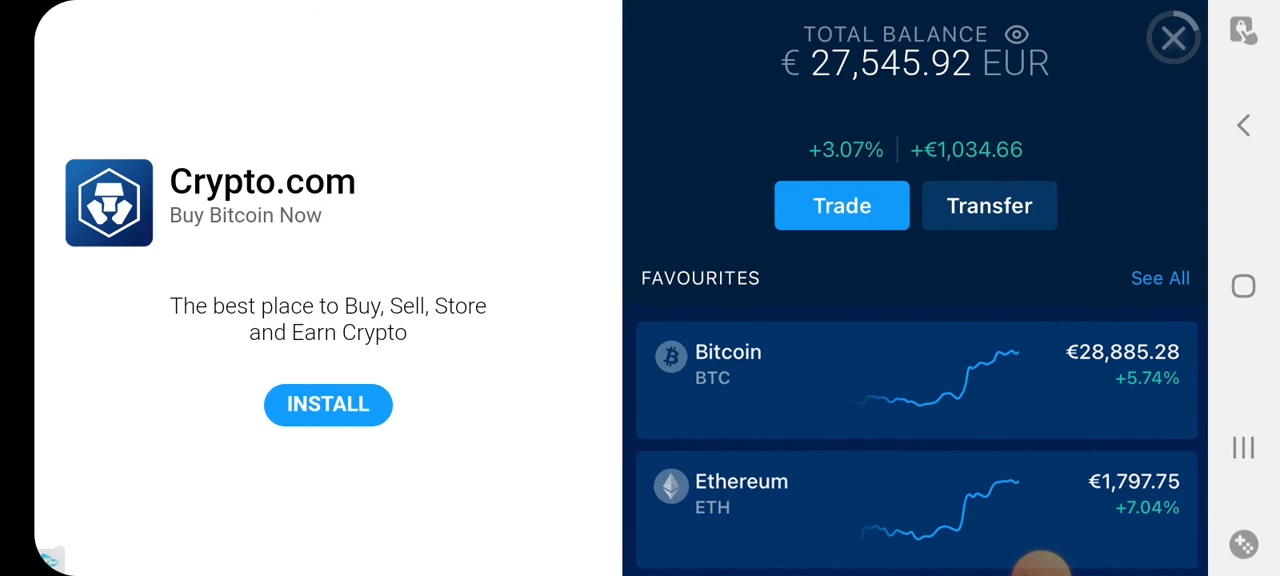 Crypto.com
Buy Bitcoin Now
The best place to Buy, Sell, Store
and Earn Crypto
INSTALL
TOTAL BALANCE
€ 27,545.92 EUR
+3.07% | +€1,034.66
Trade
Transfer
FAVOURITES
See All
Bitcoin
€28,885.28
BTC
+5.74%
Ethereum
€1,797.75
ETH
+7.04%